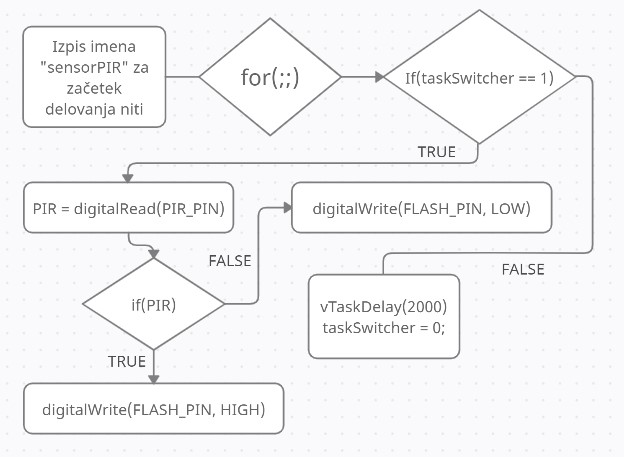 Izpis imena
"sensorPIR" za
začetek
delovanja niti
for(;;)
If(taskSwitcher == 1)
TRUE
PIR = digitalRead(PIR_PIN)
digitalWrite(FLASH_PIN, LOW)
FALSE
FALSE
if(PIR)
vTaskDelay(2000)
taskSwitcher = 0;
TRUE
digitalWrite(FLASH_PIN, HIGH)